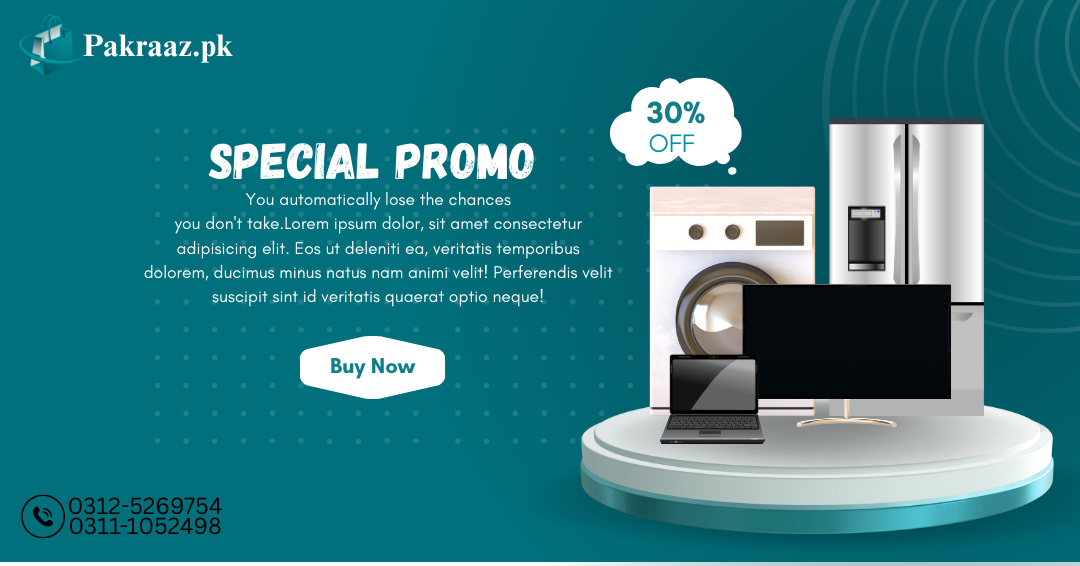 Pakraaz.pk
30%
OFF
SPECIAL PROMO
You automatically lose the chances
you don't take.Lorem ipsum dolor, sit amet consectetur
adipisicing elit. Eos ut deleniti ea, veritatis temporibus
dolorem, ducimus minus natus nam animi velit! Perferendis velit
suscipit sint id veritatis quaerat optio neque!
Buy Now
0312-5269754
0311-1052498